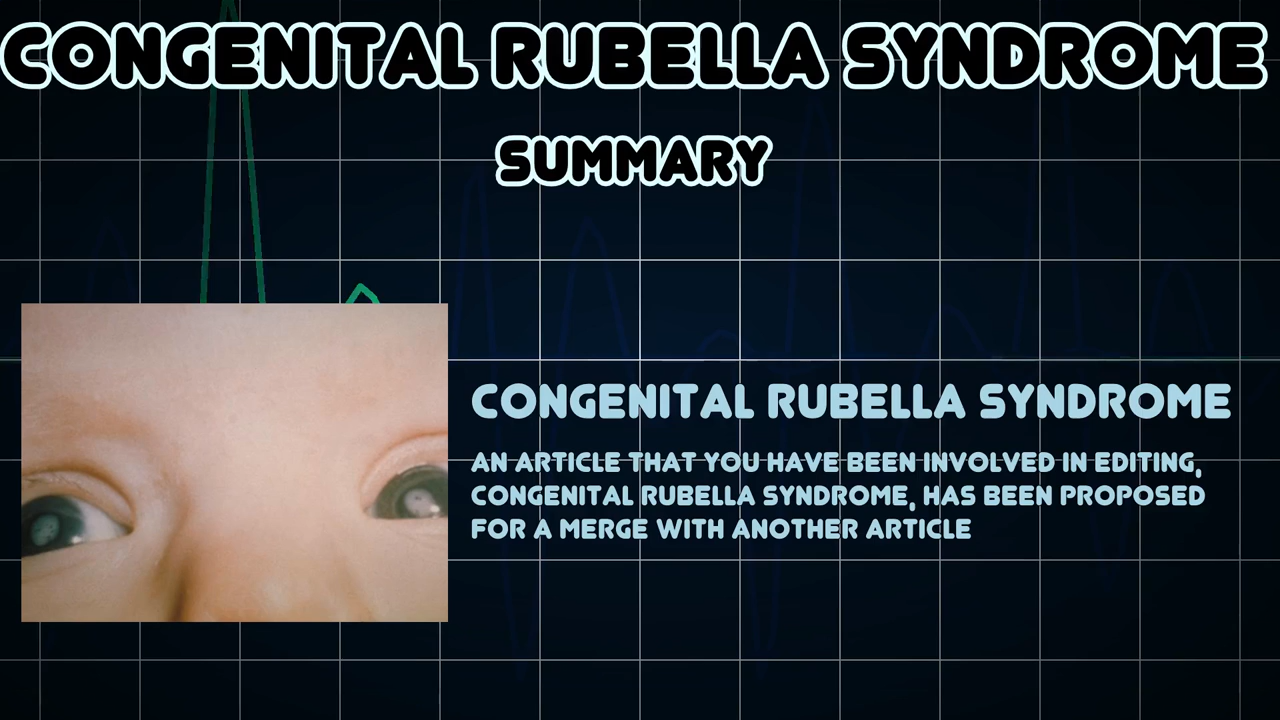 CONGENITAL RUBELLA SYNDROME
SUMMARY
CONGENITAL RUBELLA SYNDROME
AN ARTICLE THAT YOU HAVE BEEN INVOLVED IN EDITING,
CONGENITAL RUBELLA SYNDROME, HAS BEEN PROPOSED
FOR A MERGE WITH ANOTHER ARTICLE